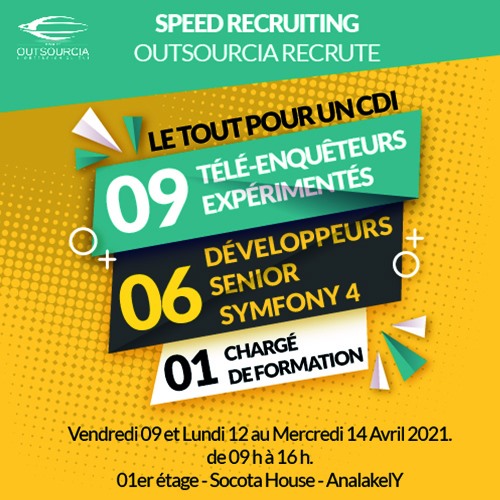 OUTSOURCIA
SPEED RECRUITING
OUTSOURCIA RECRUTE
LE TOUT POUR UN CDI
09
TÉLÉ-ENQUÊTEURS
EXPÉRIMENTÉS
06
DÉVELOPPEURS
SENIOR
SYMFONY 4
01
CHARGÉ
DE FORMATION
Vendredi 09 et Lundi 12 au Mercredi 14 Avril 2021.
de 09 h à 16 h.
01er étage - Socota House - AnalakelY